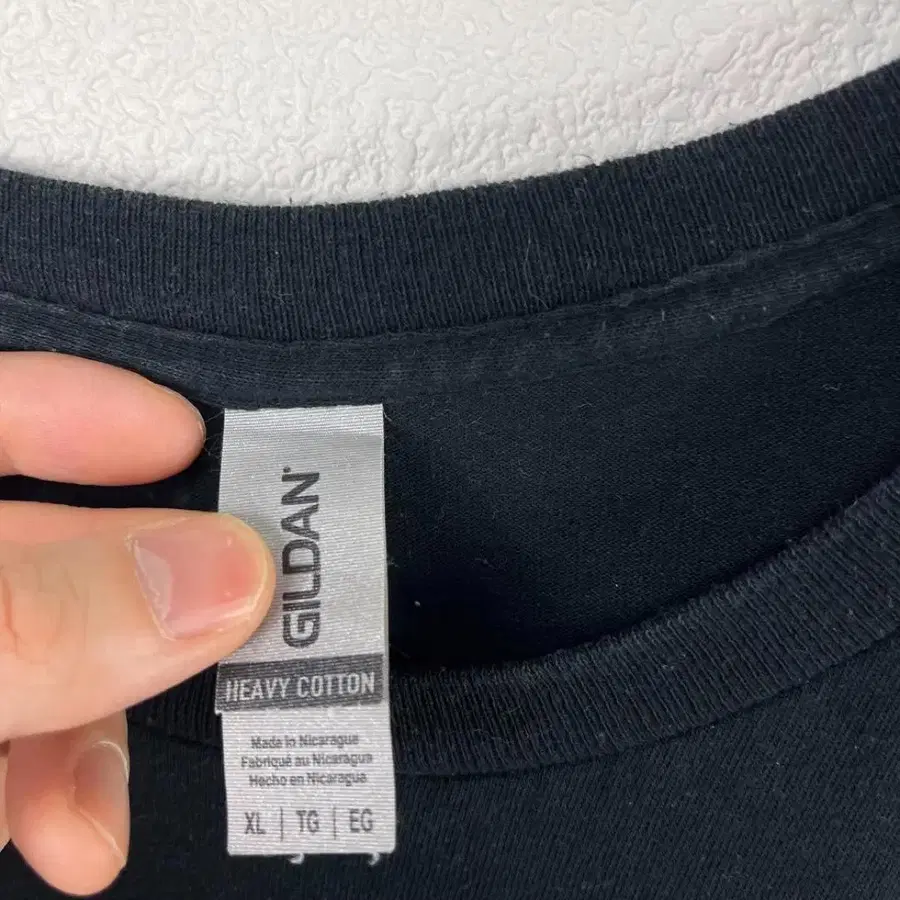 GILDAN
HEAVY COTTON
Made in Nicaragua
Fabriqué au Nicaragua
Hecho en Nicaragua
XL | TG | EG